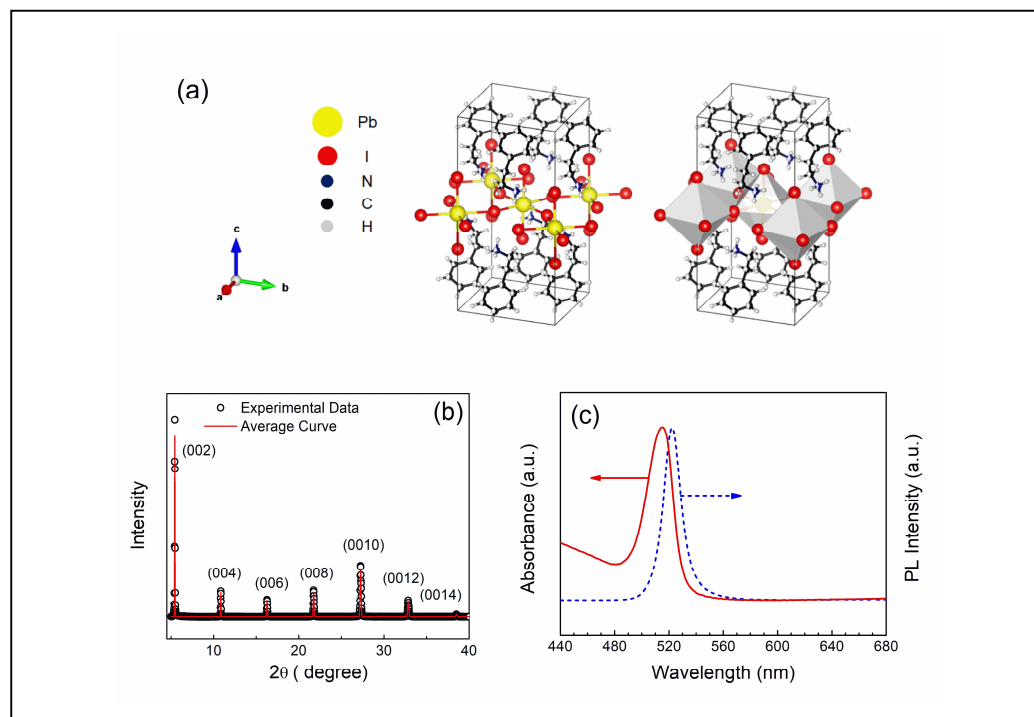 (a)
Pb
I
N
C
H
c
a
b
(b)
Experimental Data
Average Curve
(002)
(004)
(006)
(008)
(0010)
(0012)
(0014)
Intensity
10 20 30 40
2θ ( degree)
(c)
Absorbance (a.u.)
PL Intensity (a.u.)
440 480 520 560 600 640 680
Wavelength (nm)